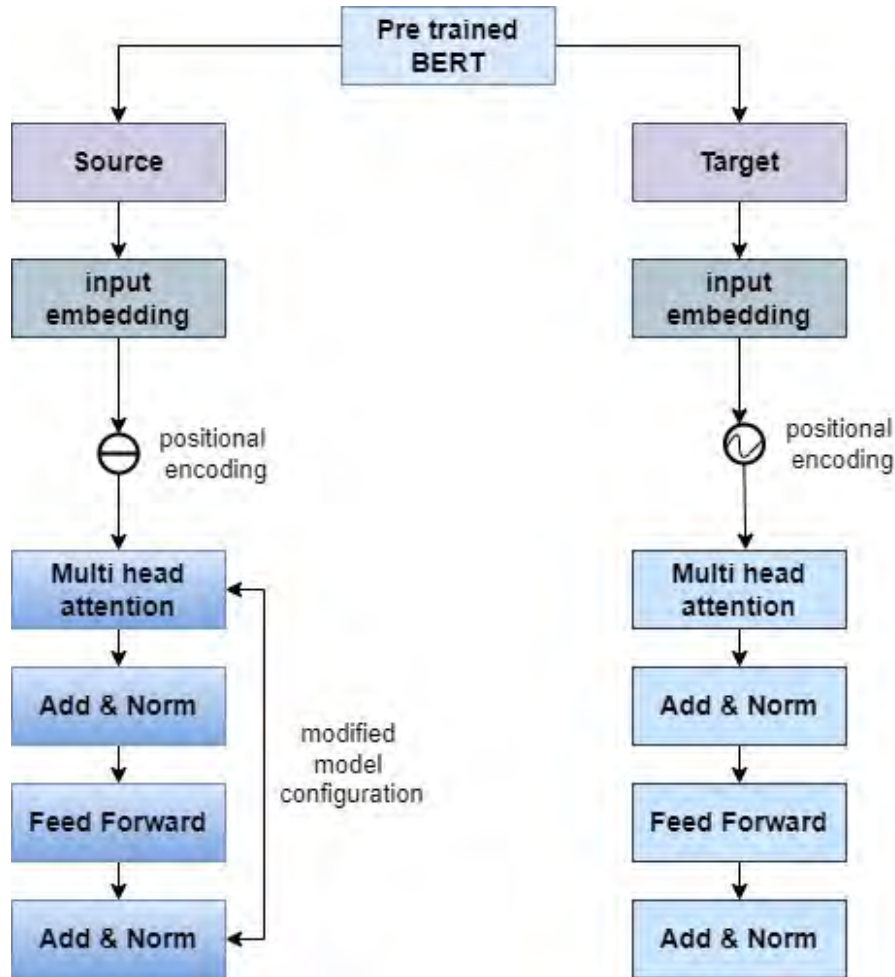 Pre trained
BERT
Source
Target
input
embedding
input
embedding
positional
encoding
positional
encoding
Multi head
attention
Multi head
attention
Add & Norm
Add & Norm
modified
model
configuration
Feed Forward
Feed Forward
Add & Norm
Add & Norm